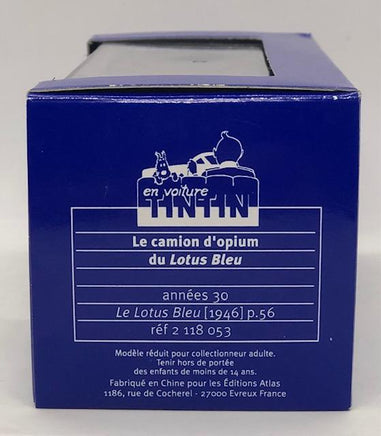 en voiture
TINTIN
Le camion d'opium
du Lotus Bleu
années 30
Le Lotus Bleu [1946] p.56
réf 2 118 053
Modèle réduit pour collectionneur adulte.
Tenir hors de portée
des enfants de moins de 14 ans.
Fabriqué en Chine pour les Éditions Atlas
1186, rue de Cocherel - 27000 Evreux France